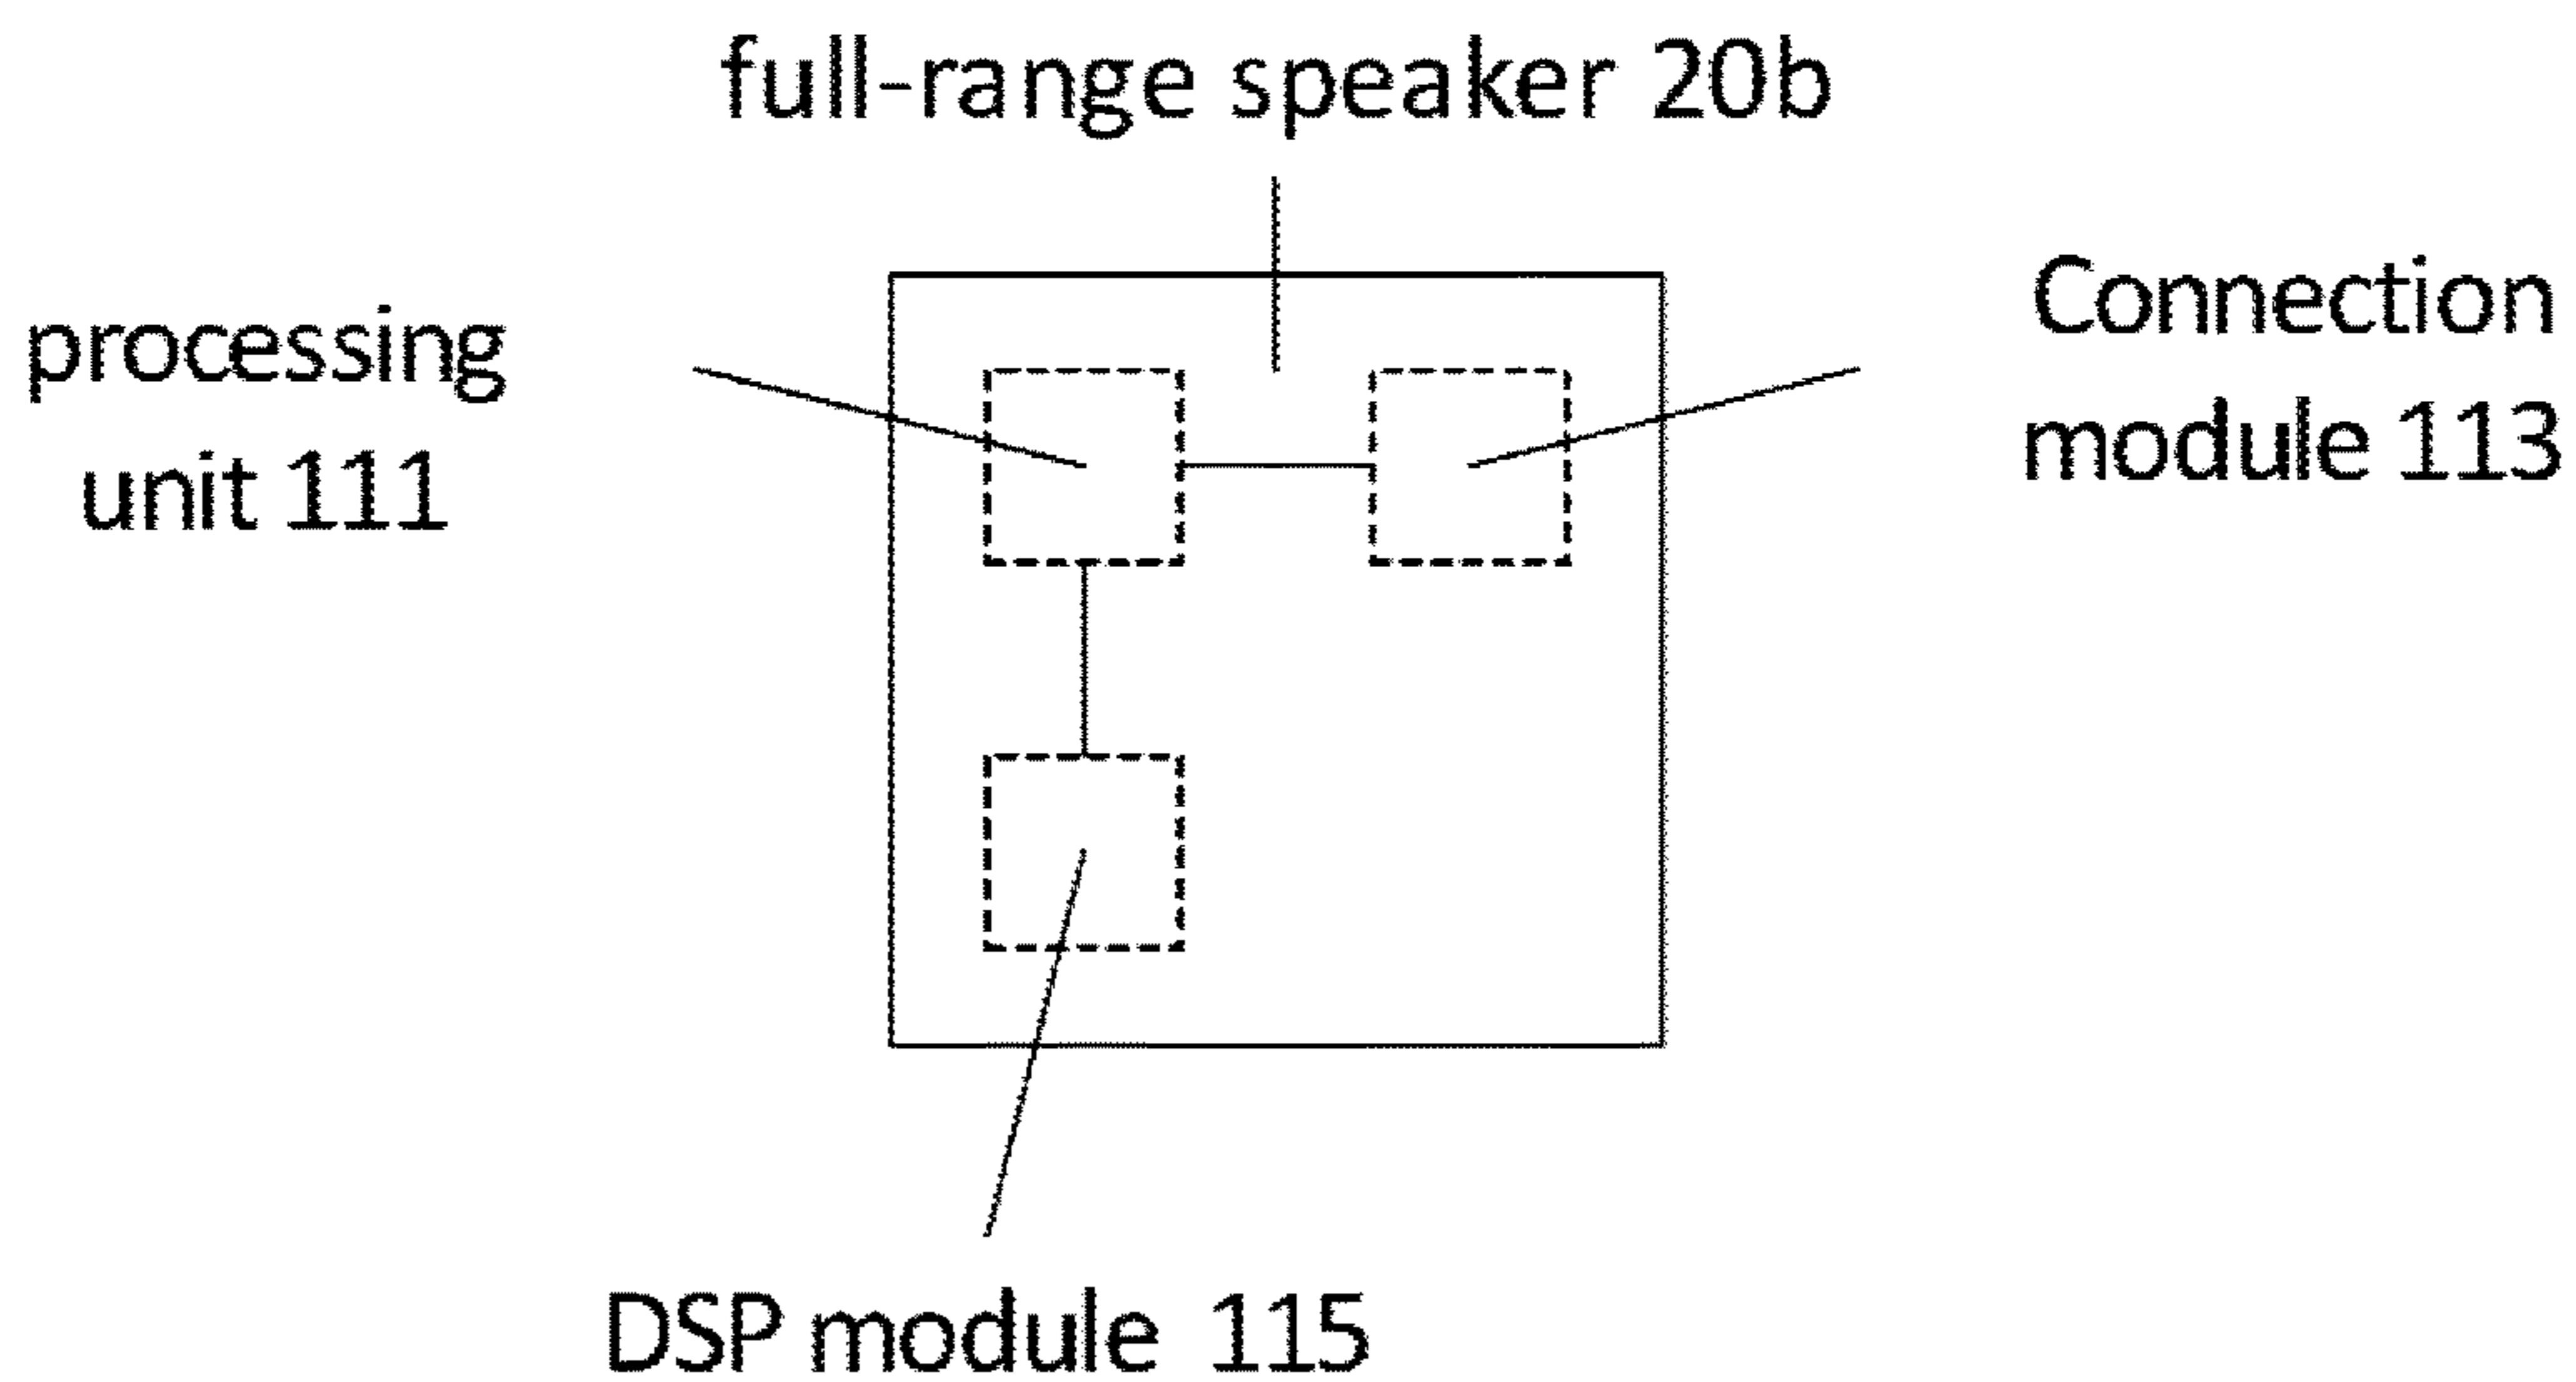 full-range speaker 20b
processing
unit 111
Connection
module 113
DSP module 115